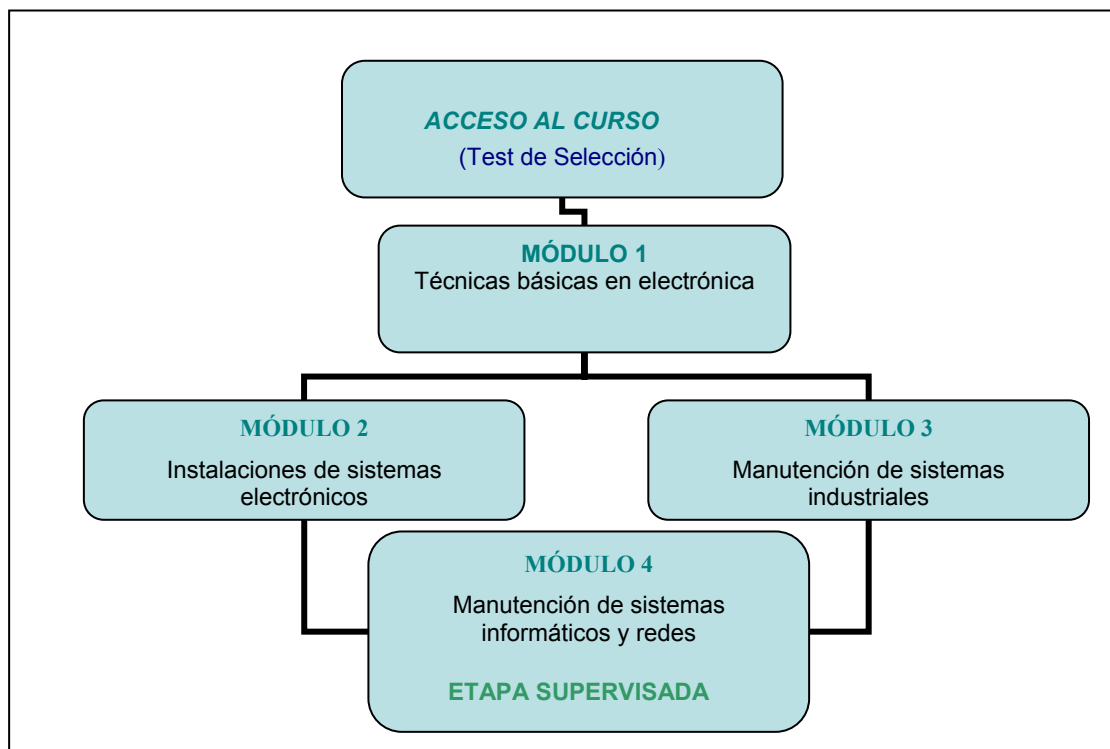 ACCESO AL CURSO
(Test de Selección)
MÓDULO 1
Técnicas básicas en electrónica
MÓDULO 2
Instalaciones de sistemas
electrónicos
MÓDULO 3
Manutención de sistemas
industriales
MÓDULO 4
Manutención de sistemas
informáticos y redes
ETAPA SUPERVISADA